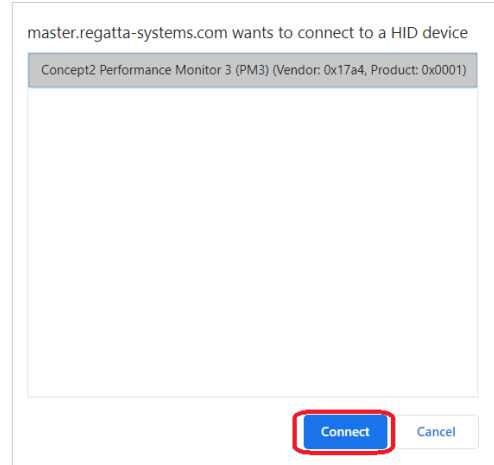 master.regatta-systems.com wants to connect to a HID device
Concept2 Performance Monitor 3 (PM3) (Vendor: 0x17a4, Product: 0x0001)
Connect Cancel